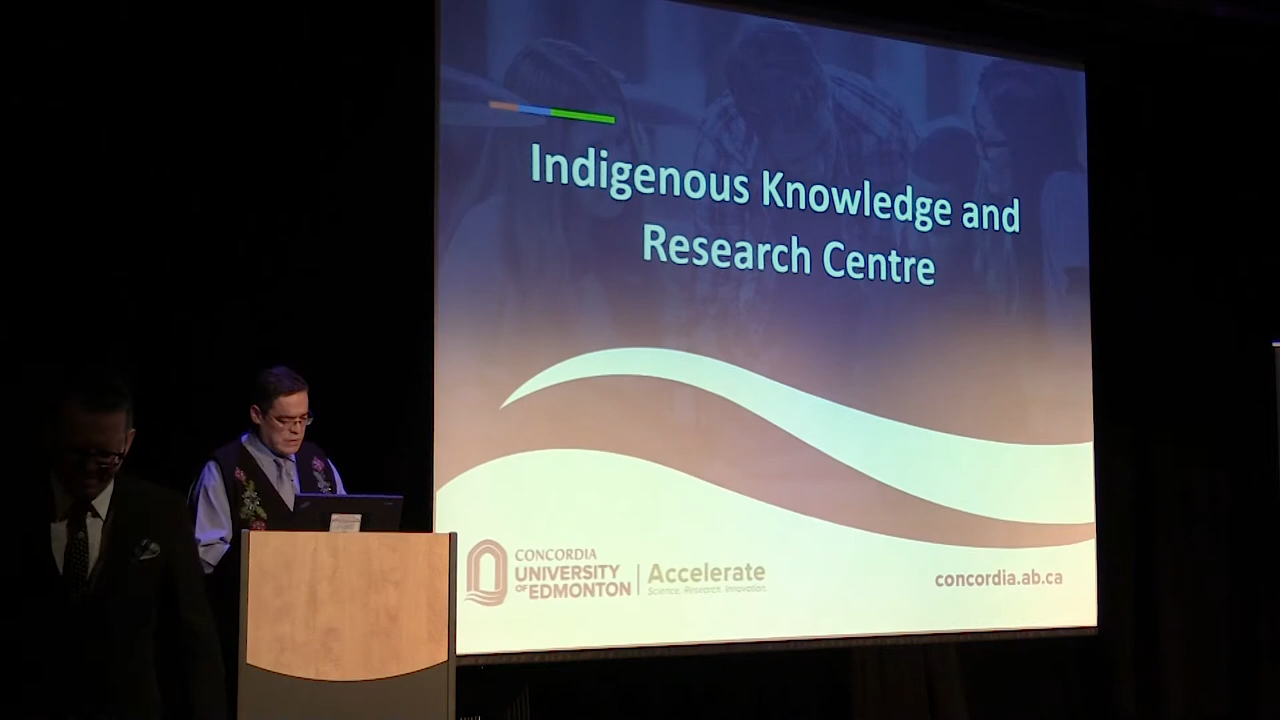 Indigenous Knowledge and
Research Centre
CONCORDIA
UNIVERSITY
OF EDMONTON
Accelerate
Science. Research. Innovation.
concordia.ab.ca